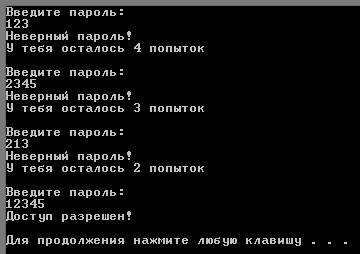 Введите пароль:
123
Неверный пароль!
У тебя осталось 4 попыток
Введите пароль:
2345
Неверный пароль!
У тебя осталось 3 попыток
Введите пароль:
213
Неверный пароль!
У тебя осталось 2 попыток
Введите пароль:
12345
Доступ разрешен!
Для продолжения нажмите любую клавишу . . .